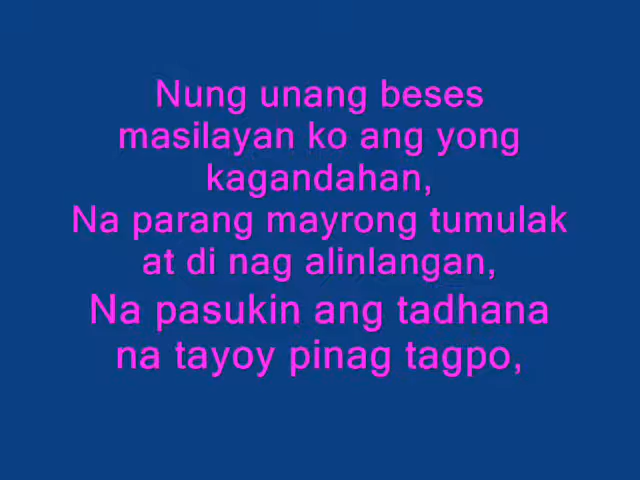 Nung unang beses
masilayan ko ang yong
kagandahan,
Na parang mayrong tumulak
at di nag alinlangan,
Na pasukin ang tadhana
na tayoy pinag tagpo,